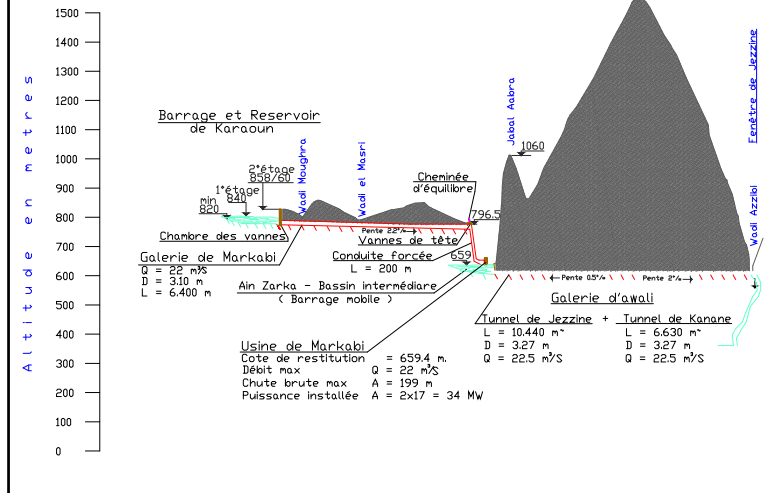 1500
1400
1300
1200
1100
1000
900
800
700
600
500
400
300
200
100
0
Altitude en metres
Barrage et Reservoir
de Karaoun
2°étage
858/60
1°étage
840
min
820
Wadi Moughra
Wadi el Masri
Cheminée
d'équilibre
796.5
Jabal Aabra
1060
Fenêtre de Jezzine
Wadi Azzibi
Chambre des vannes
Pente 2.2°/∘∘
Vannes de tête
Galerie de Markabi
Q = 22 m³/S
D = 3.10 m
L = 6.400 m
Conduite forcée
L = 200 m
659
Ain Zarka - Bassin intermédiaire
( Barrage mobile )
Pente 0.5°/∘∘
Pente 2°/∘∘
Galerie d'awali
Tunnel de Jezzine + Tunnel de Kanane
L = 10.440 m~ L = 6.630 m~
D = 3.27 m D = 3.27 m
Q = 22.5 m³/S Q = 22.5 m³/S
Usine de Markabi
Cote de restitution = 659.4 m.
Débit max Q = 22 m³/S
Chute brute max A = 199 m
Puissance installée A = 2x17 = 34 MW